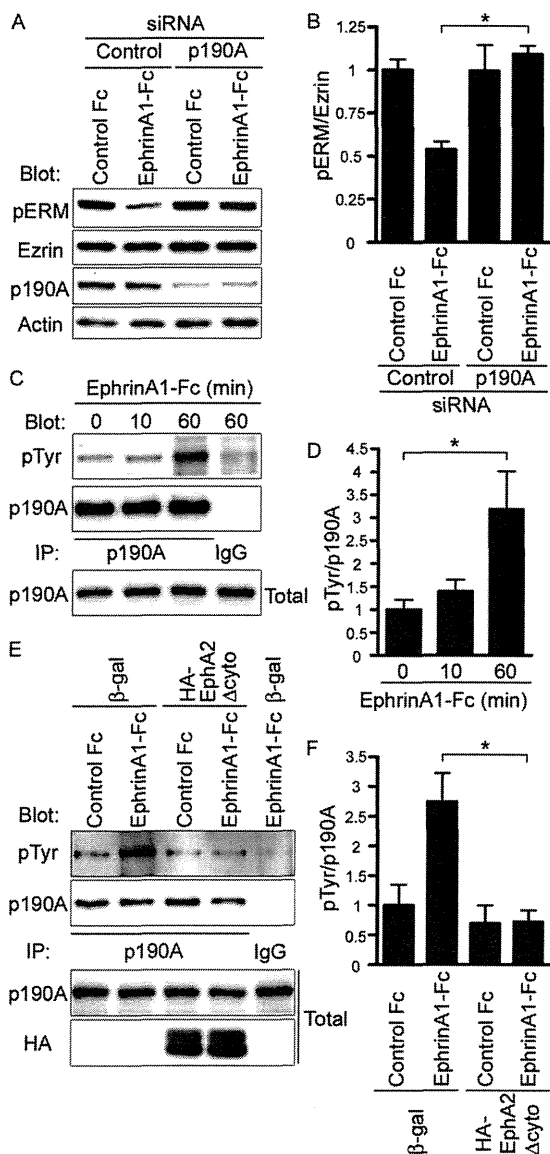 A
siRNA
Control p190A
Control Fc
EphrinA1-Fc
Control Fc
EphrinA1-Fc
Blot:
pERM
Ezrin
p190A
Actin
B
*
pERM/Ezrin
1.25
1
0.75
0.5
0.25
0
Control Fc
EphrinA1-Fc
Control Fc
EphrinA1-Fc
Control p190A
siRNA
C
EphrinA1-Fc (min)
Blot: 0 10 60 60
pTyr
p190A
IP: p190A IgG
p190A Total
D
*
pTyr/p190A
4.5
4
3.5
3
2.5
2
1.5
1
0.5
0
0 10 60
EphrinA1-Fc (min)
E
β-gal
HA-
EphA2
Δcyto
EphrinA1-Fc β-gal
Control Fc
EphrinA1-Fc
Control Fc
EphrinA1-Fc
Blot:
pTyr
p190A
IP: p190A IgG
p190A
HA
Total
F
*
pTyr/p190A
3.5
3
2.5
2
1.5
1
0.5
0
Control Fc
EphrinA1-Fc
Control Fc
EphrinA1-Fc
β-gal
HA-
EphA2
Δcyto